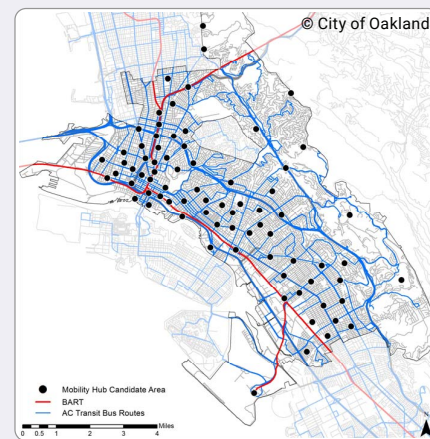 © City of Oakland
Mobility Hub Candidate Area
BART
AC Transit Bus Routes
Miles
0 0.5 1 2 3 4
N